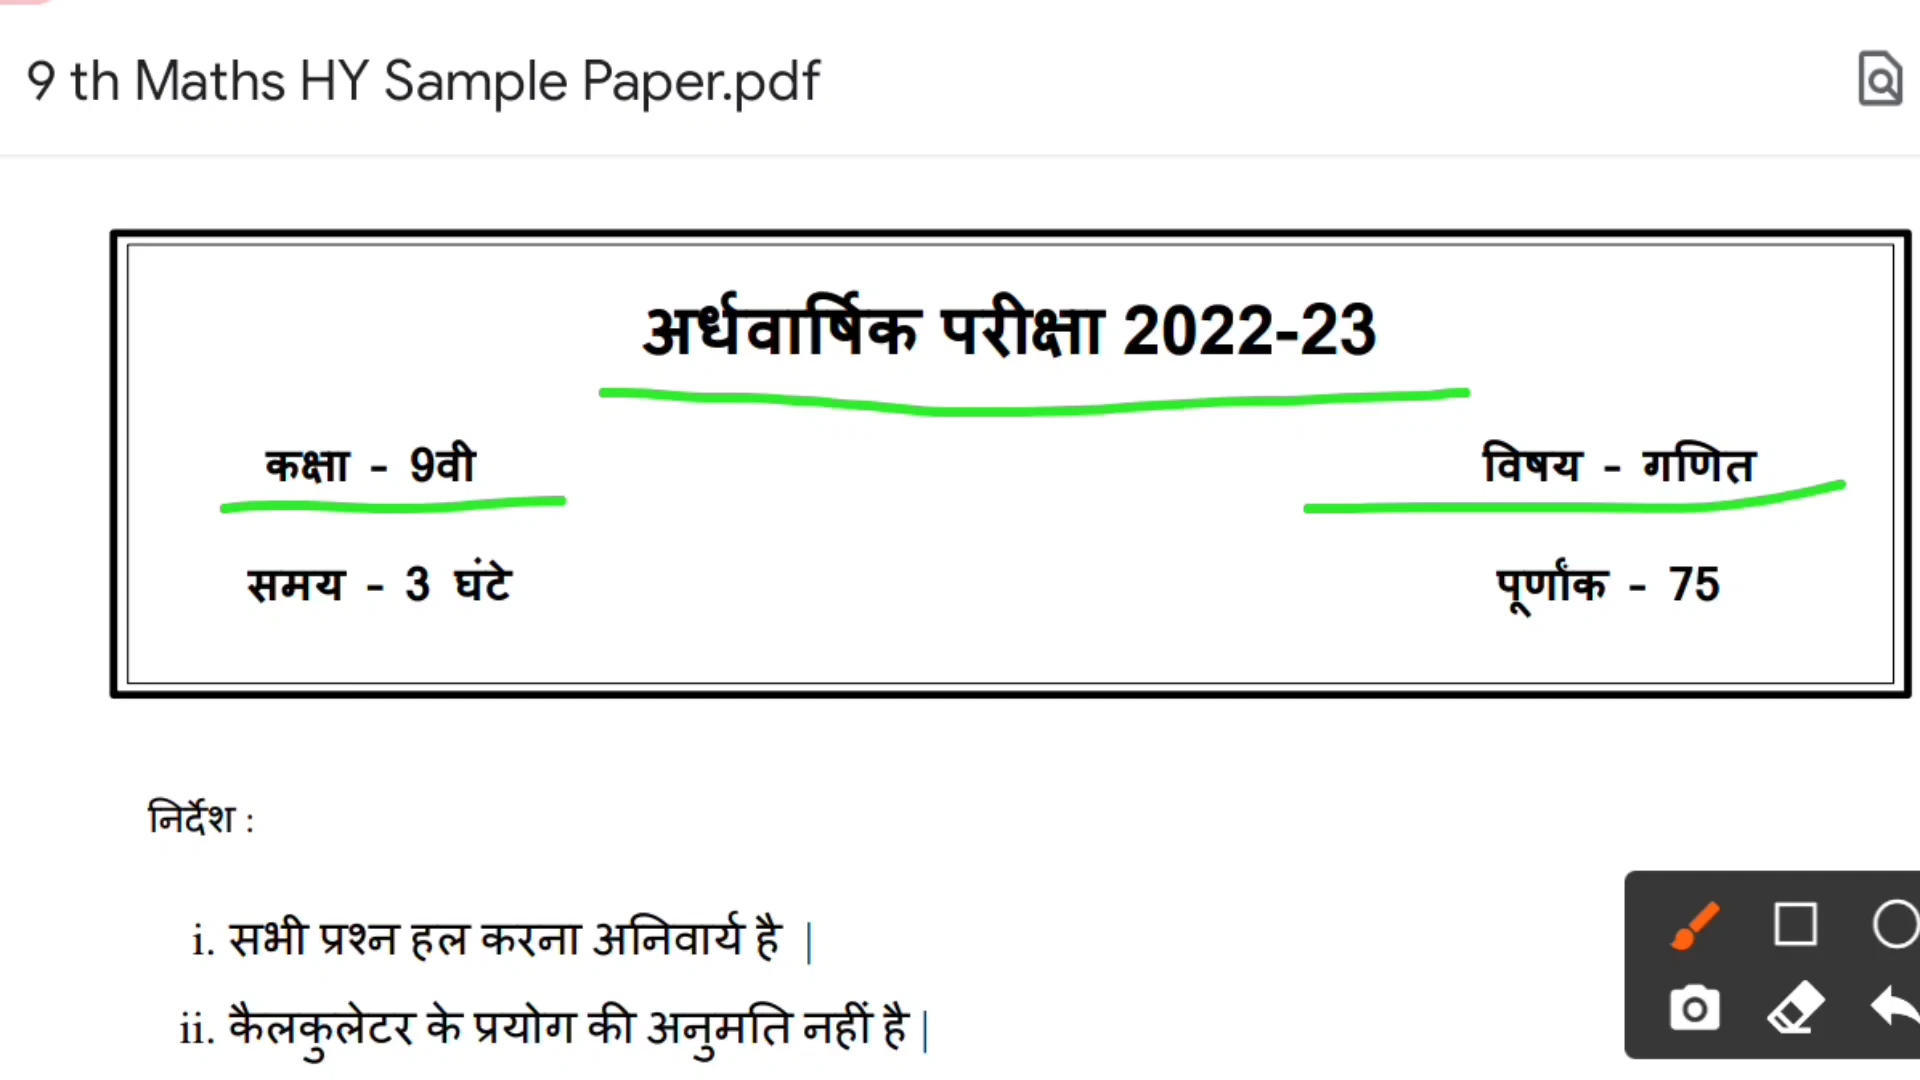 9 th Maths HY Sample Paper.pdf
अर्धवार्षिक परीक्षा 2022-23
कक्षा - 9वी विषय - गणित
समय - 3 घंटे पूर्णांक - 75
निर्देश :
i. सभी प्रश्न हल करना अनिवार्य है |
ii. कैलकुलेटर के प्रयोग की अनुमति नहीं है |